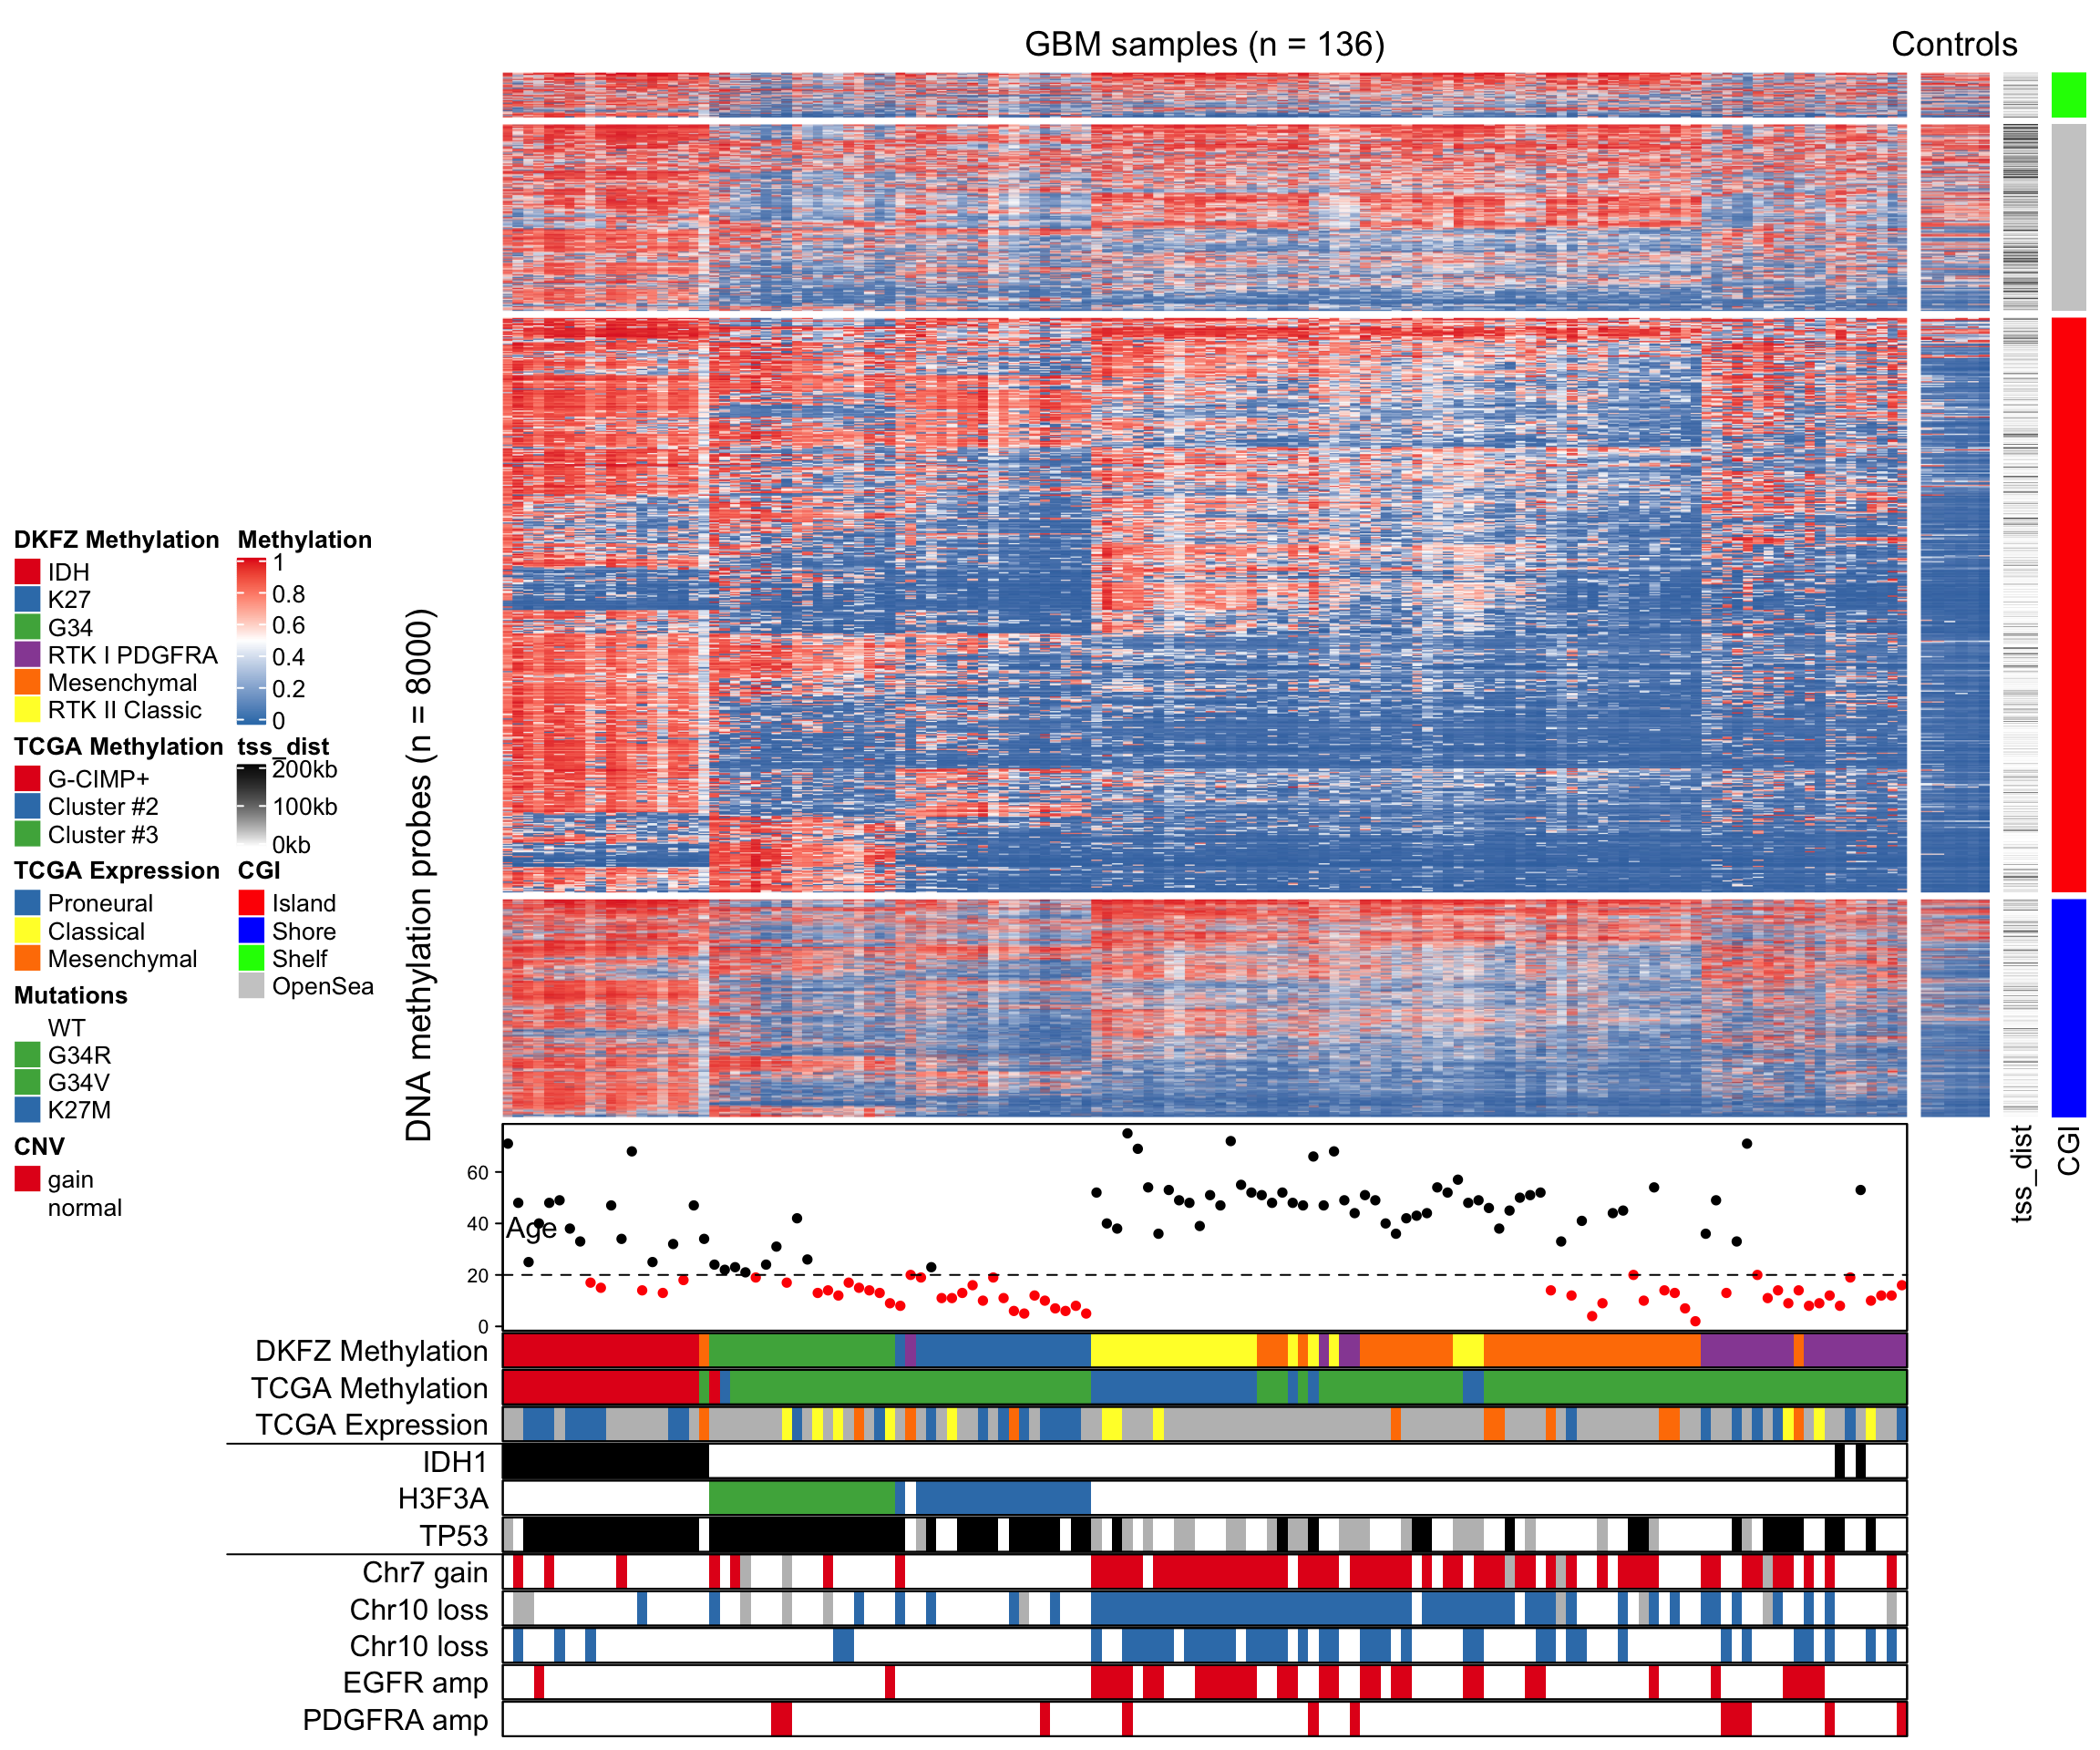 GBM samples (n = 136)
Controls
DNA methylation probes (n = 8000)
DKFZ Methylation
IDH
K27
G34
RTK I PDGFRA
Mesenchymal
RTK II Classic
TCGA Methylation
G-CIMP+
Cluster #2
Cluster #3
TCGA Expression
Proneural
Classical
Mesenchymal
Mutations
WT
G34R
G34V
K27M
CNV
gain
normal
Methylation
1
0.8
0.6
0.4
0.2
0
tss_dist
200kb
100kb
0kb
CGI
Island
Shore
Shelf
OpenSea
tss_dist
CGI
60
40
20
0
Age
DKFZ Methylation
TCGA Methylation
TCGA Expression
IDH1
H3F3A
TP53
Chr7 gain
Chr10 loss
Chr10 loss
EGFR amp
PDGFRA amp